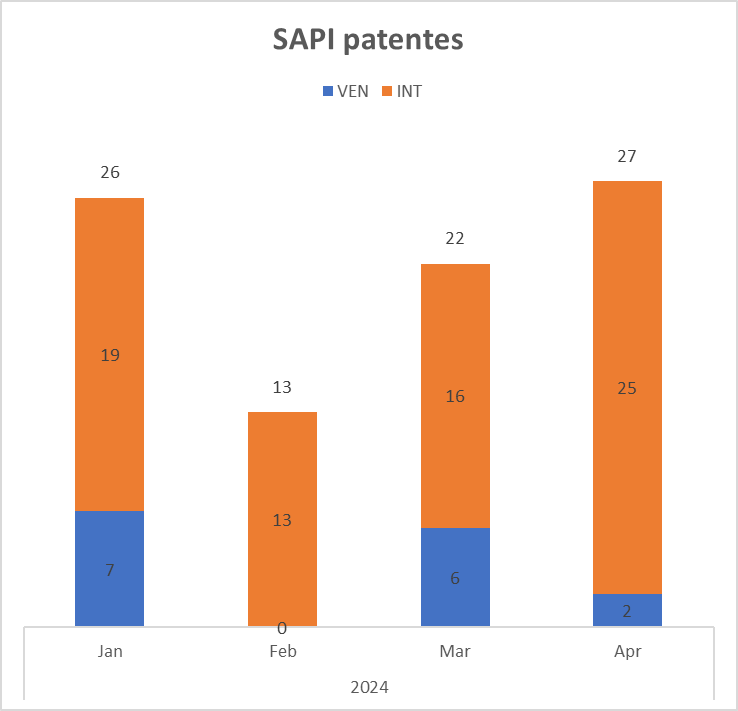 SAPI patentes
VEN INT
26 13 22 27
19 13 16 25
7 0 6 2
Jan Feb Mar Apr
2024